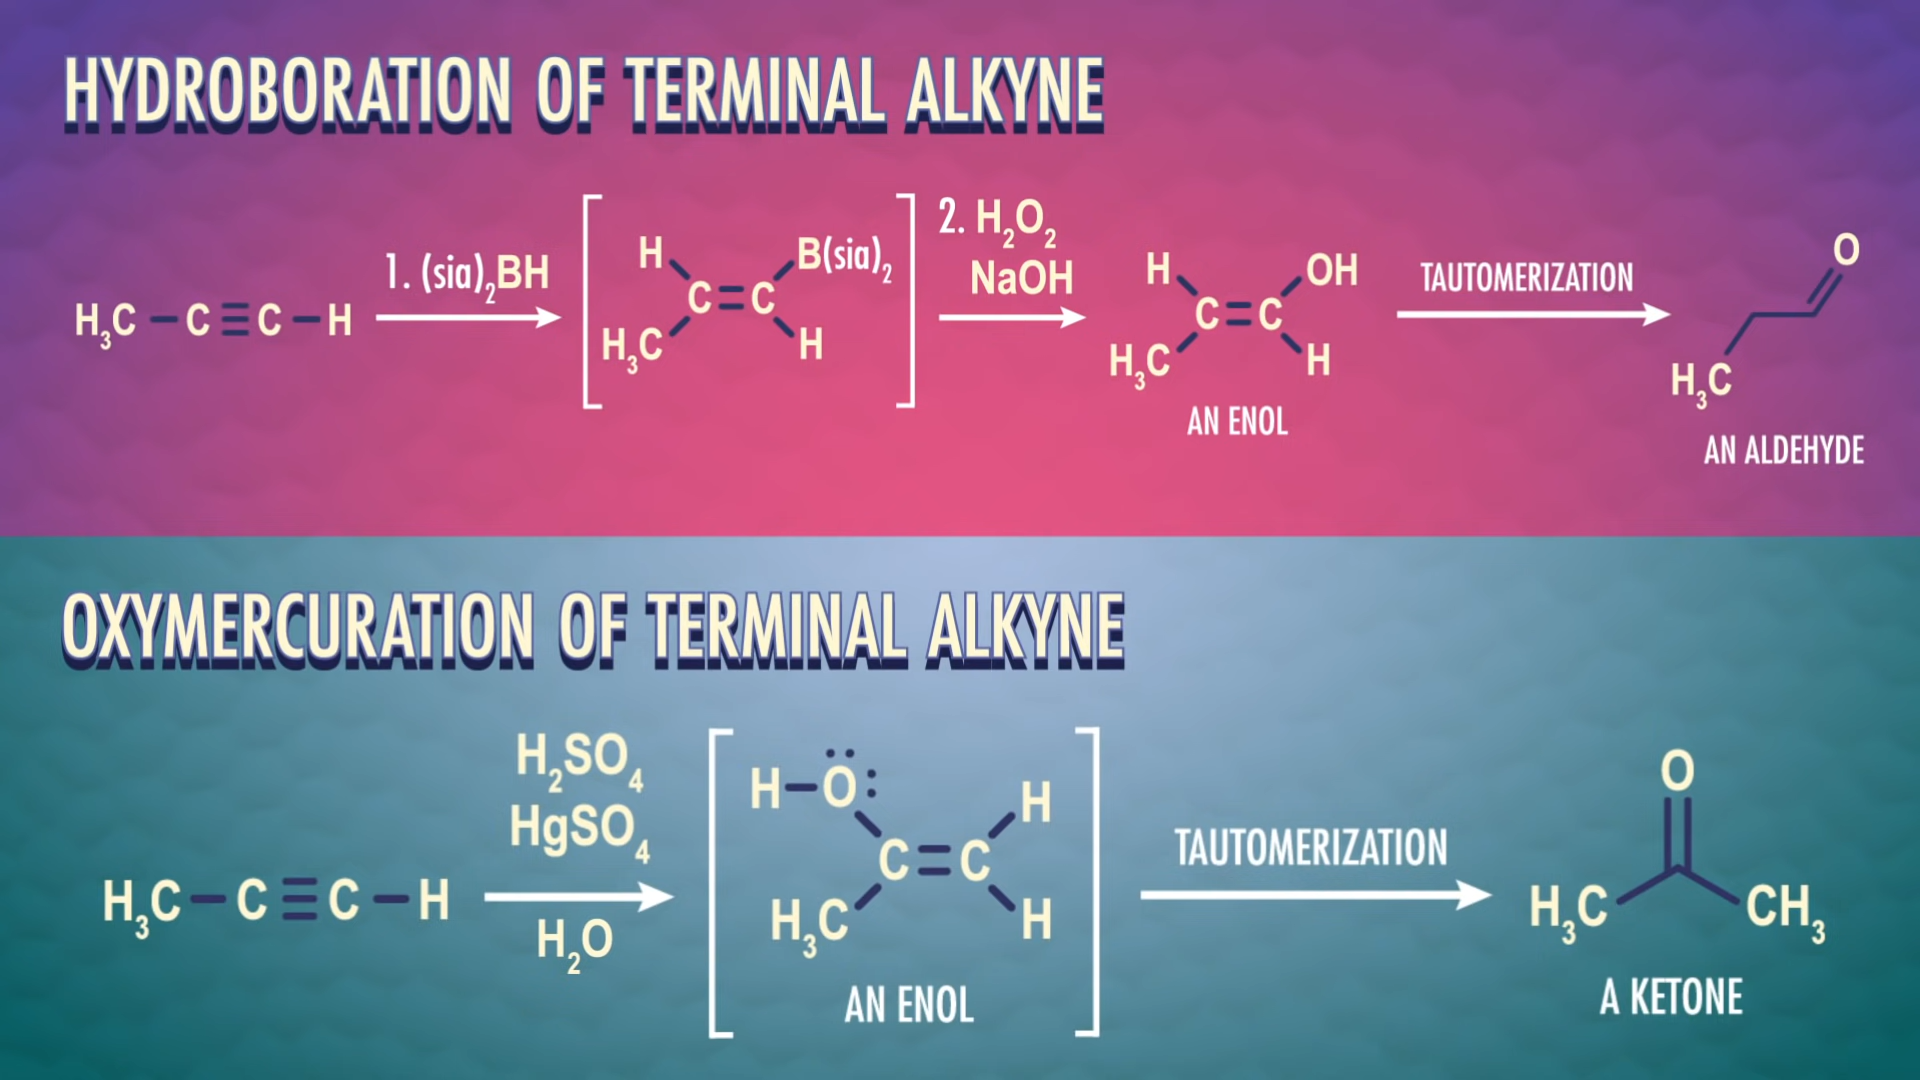 HYDROBORATION OF TERMINAL ALKYNE
H₃C – C ≡ C – H
1. (sia)₂BH
H B(sia)₂
C = C
H₃C H
2. H₂O₂
NaOH
H OH
C = C
H₃C H
AN ENOL
TAUTOMERIZATION
O
H₃C
AN ALDEHYDE
OXYMERCURATION OF TERMINAL ALKYNE
H₃C – C ≡ C – H
H₂SO₄
HgSO₄
H₂O
H – O H
C = C
H₃C H
AN ENOL
TAUTOMERIZATION
O
H₃C CH₃
A KETONE